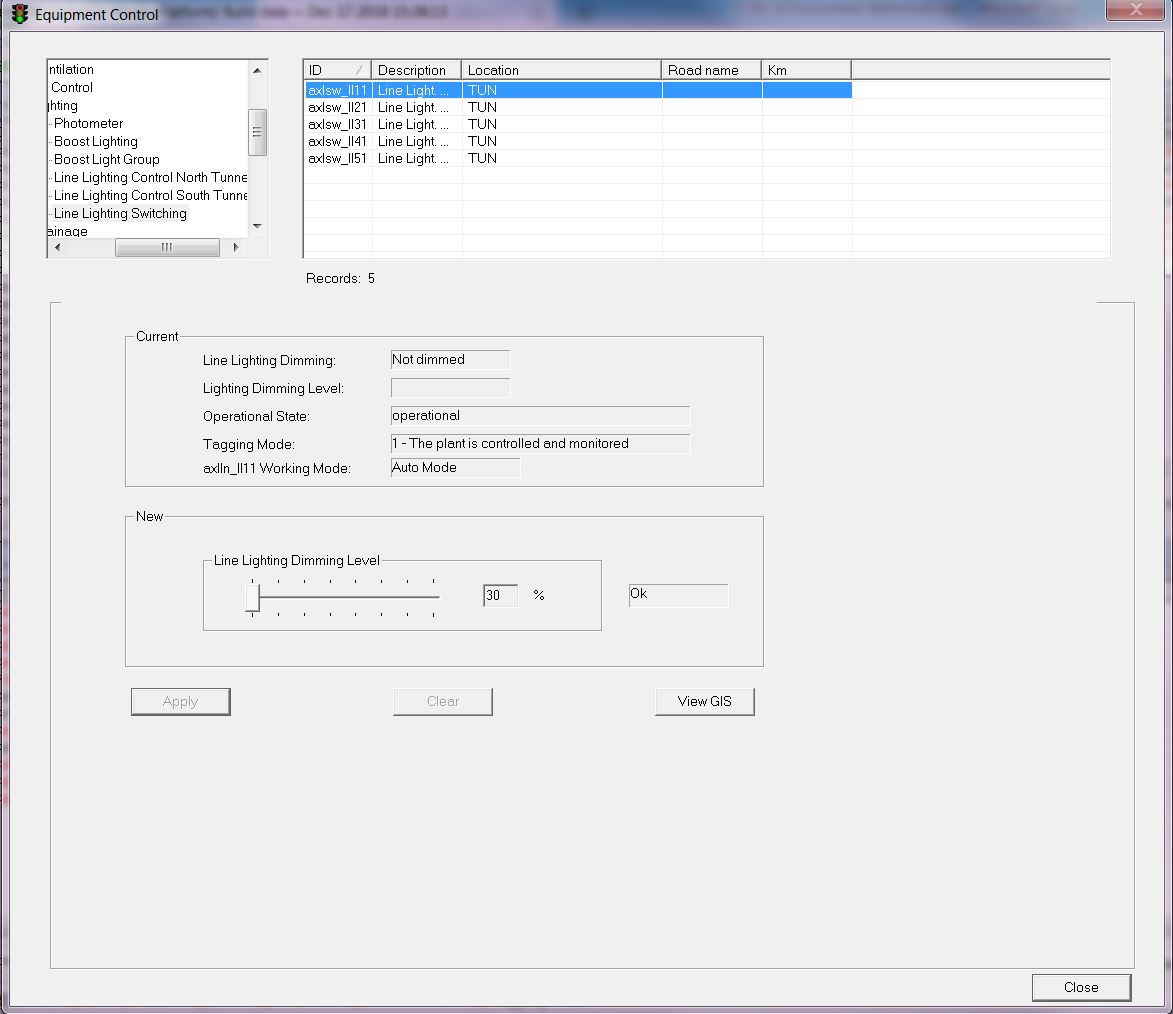 Equipment Control
ntilation
Control
ghting
Photometer
Boost Lighting
Boost Light Group
Line Lighting Control North Tunne
Line Lighting Control South Tunne
Line Lighting Switching
ainage
ID Description Location Road name Km
axlsw_ll11 Line Light. ... TUN
axlsw_ll21 Line Light. ... TUN
axlsw_ll31 Line Light. ... TUN
axlsw_ll41 Line Light. ... TUN
axlsw_ll51 Line Light. ... TUN
Records: 5
Current
Line Lighting Dimming: Not dimmed
Lighting Dimming Level:
Operational State: operational
Tagging Mode: 1 - The plant is controlled and monitored
axlln_ll11 Working Mode: Auto Mode
New
Line Lighting Dimming Level
30 % Ok
Apply Clear View GIS
Close